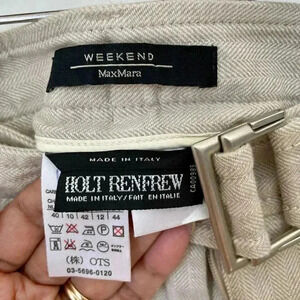 WEEKEND
MaxMara
MADE IN ITALY
HOLT RENFREW
MADE IN ITALY/FAIT EN ITALIE
CA00385
40 10 42 12 44
(株) OTS
03-5696-0120